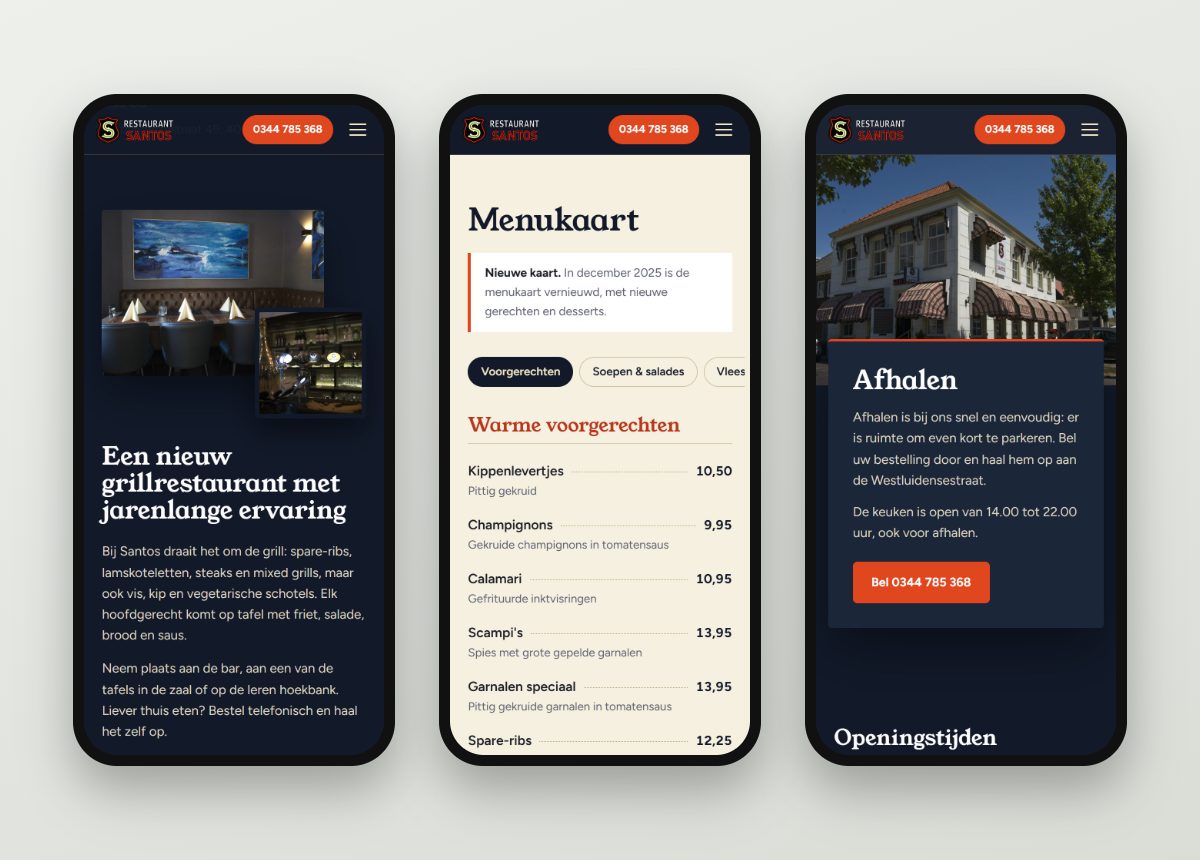 RESTAURANT
SANTOS
0344 785 368
Een nieuw
grillrestaurant met
jarenlange ervaring
Bij Santos draait het om de grill: spare-ribs,
lamskoteletten, steaks en mixed grills, maar
ook vis, kip en vegetarische schotels. Elk
hoofdgerecht komt op tafel met friet, salade,
brood en saus.
Neem plaats aan de bar, aan een van de
tafels in de zaal of op de leren hoekbank.
Liever thuis eten? Bestel telefonisch en haal
het zelf op.
RESTAURANT
SANTOS
0344 785 368
Menukaart
Nieuwe kaart. In december 2025 is de
menukaart vernieuwd, met nieuwe
gerechten en desserts.
Voorgerechten
Soepen & salades
Vlees
Warme voorgerechten
Kippenlevertjes 10,50
Pittig gekruid
Champignons 9,95
Gekruide champignons in tomatensaus
Calamari 10,95
Gefrituurde inktvisringen
Scampi's 13,95
Spies met grote gepelde garnalen
Garnalen speciaal 13,95
Pittig gekruide garnalen in tomatensaus
Spare-ribs 12,25
RESTAURANT
SANTOS
0344 785 368
Afhalen
Afhalen is bij ons snel en eenvoudig: er
is ruimte om even kort te parkeren. Bel
uw bestelling door en haal hem op aan
de Westluidensestraat.
De keuken is open van 14.00 tot 22.00
uur, ook voor afhalen.
Bel 0344 785 368
Openingstijden